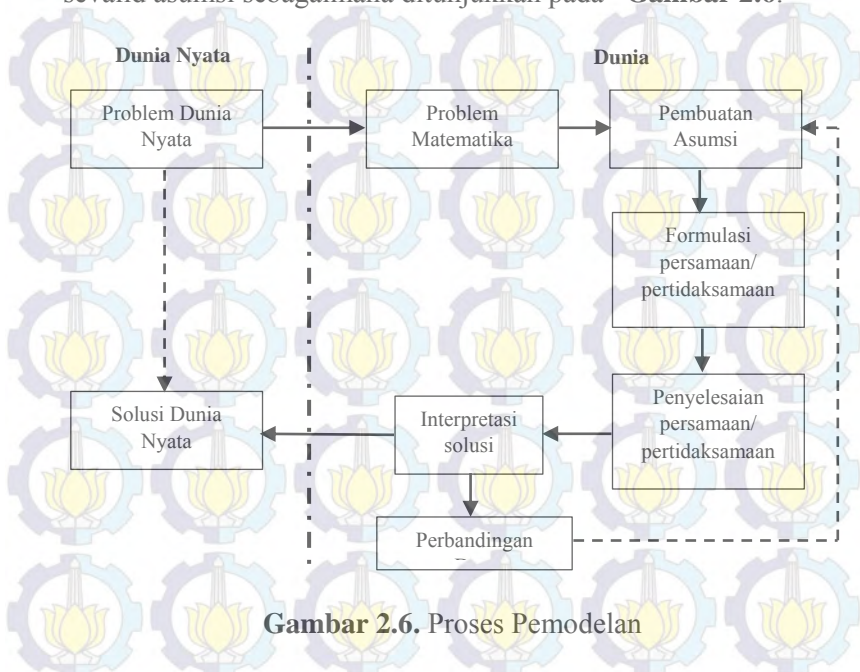 asumsi sebagaimana ditunjukkan pada Gambar 2.6.
Dunia Nyata
Dunia
Problem Dunia
Nyata
Problem
Matematika
Pembuatan
Asumsi
Formulasi
persamaan/
pertidaksamaan
Penyelesaian
persamaan/
pertidaksamaan
Interpretasi
solusi
Solusi Dunia
Nyata
Perbandingan
Gambar 2.6. Proses Pemodelan